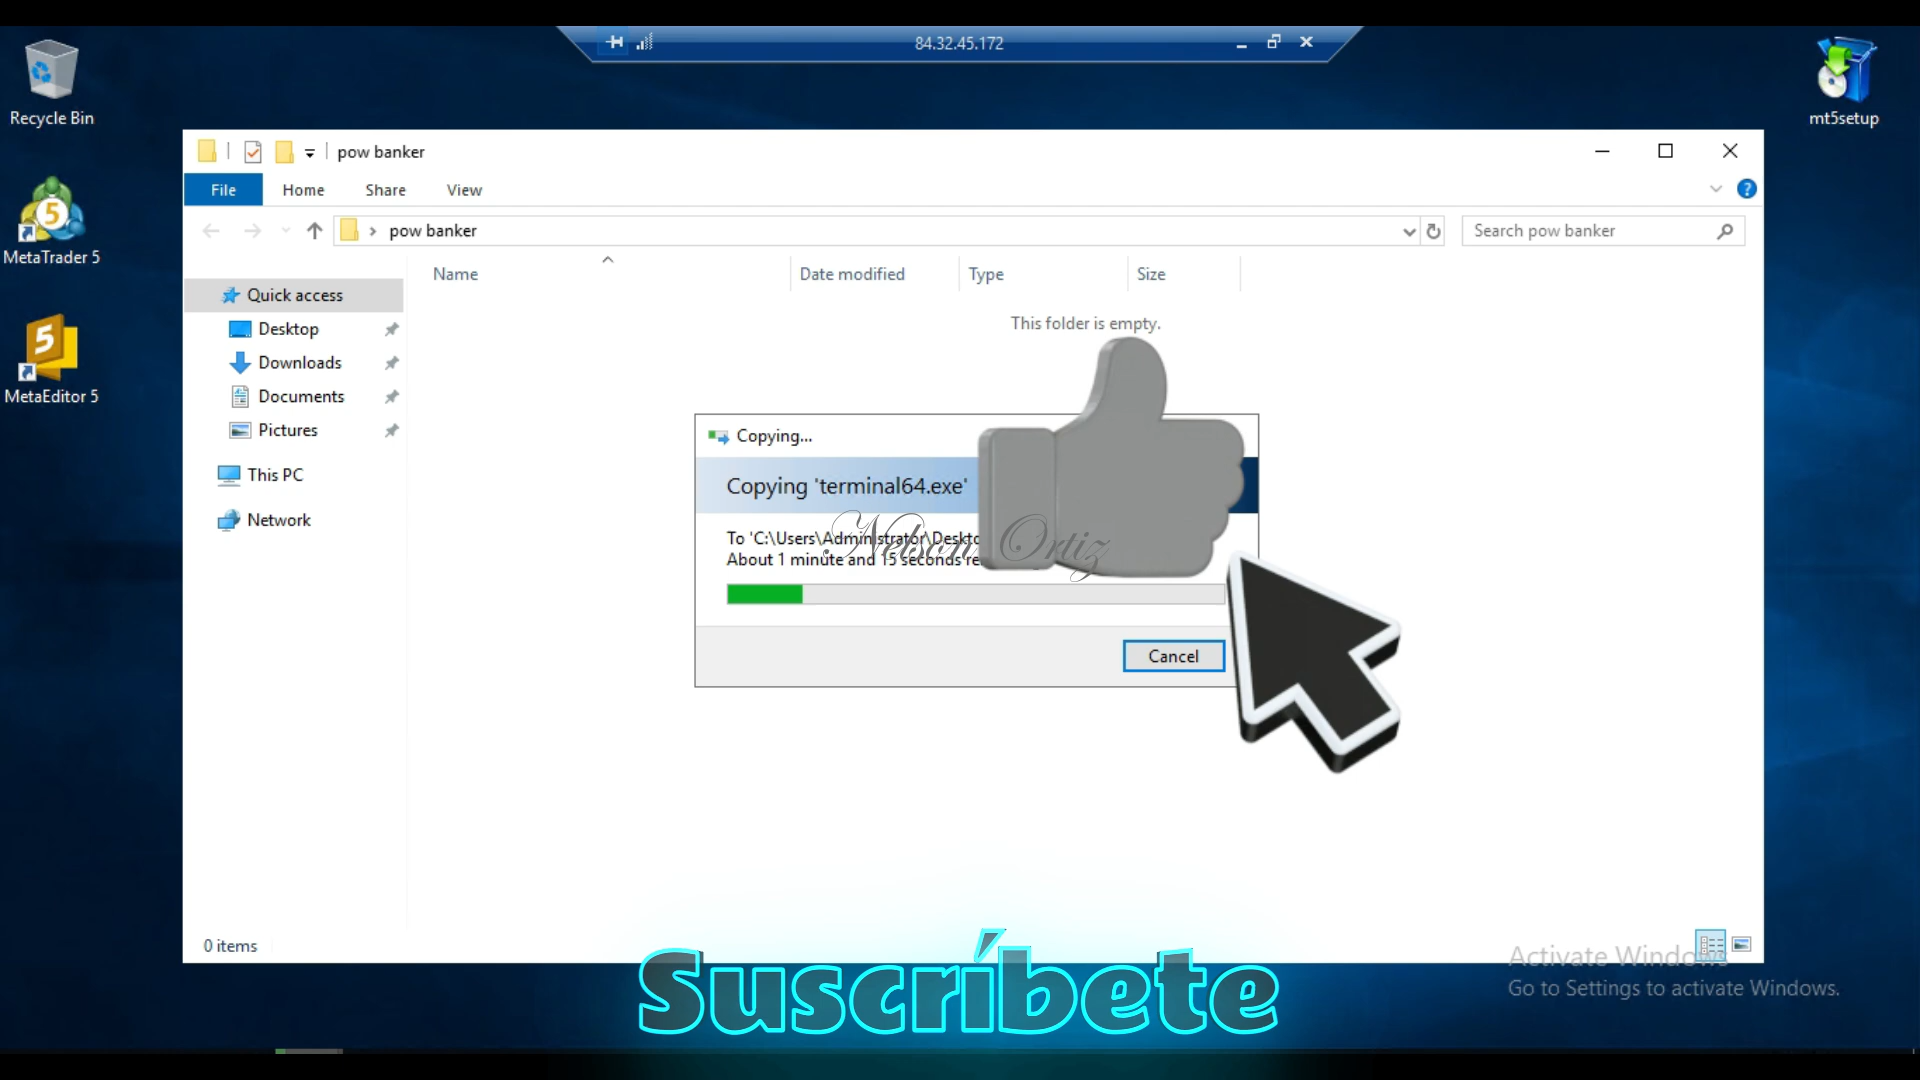 84.32.45.172
Recycle Bin
mt5setup
pow banker
File Home Share View
pow banker
Search pow banker
MetaTrader 5
Name Date modified Type Size
Quick access
This folder is empty.
Desktop
Downloads
Documents
MetaEditor 5
Pictures
Copying...
This PC
Copying 'terminal64.exe'
Network
To 'C:\Users\Administrator\Deskto
About 1 minute and 15 seconds re
Nelson Ortiz
Cancel
0 items
Activate Windows
Go to Settings to activate Windows.
Suscríbete